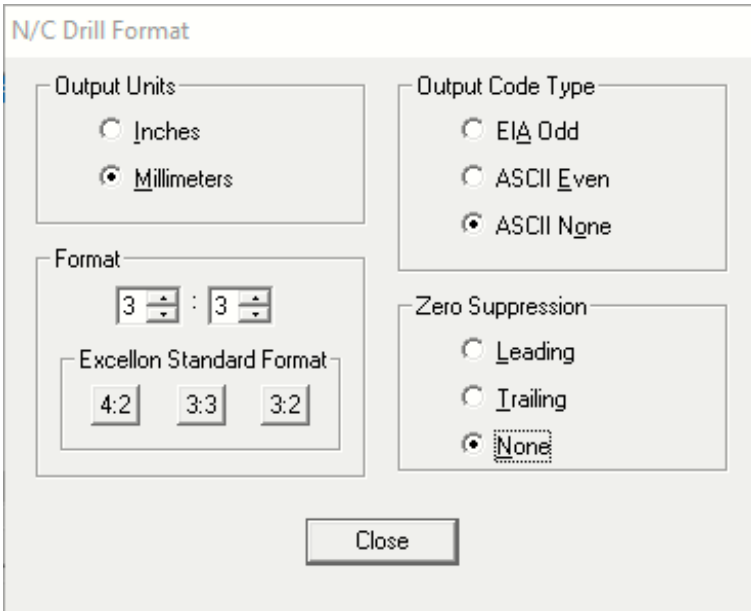 N/C Drill Format
Output Units
Inches
Millimeters
Format
3 : 3
Excellon Standard Format
4:2 3:3 3:2
Output Code Type
EIA Odd
ASCII Even
ASCII None
Zero Suppression
Leading
Trailing
None
Close